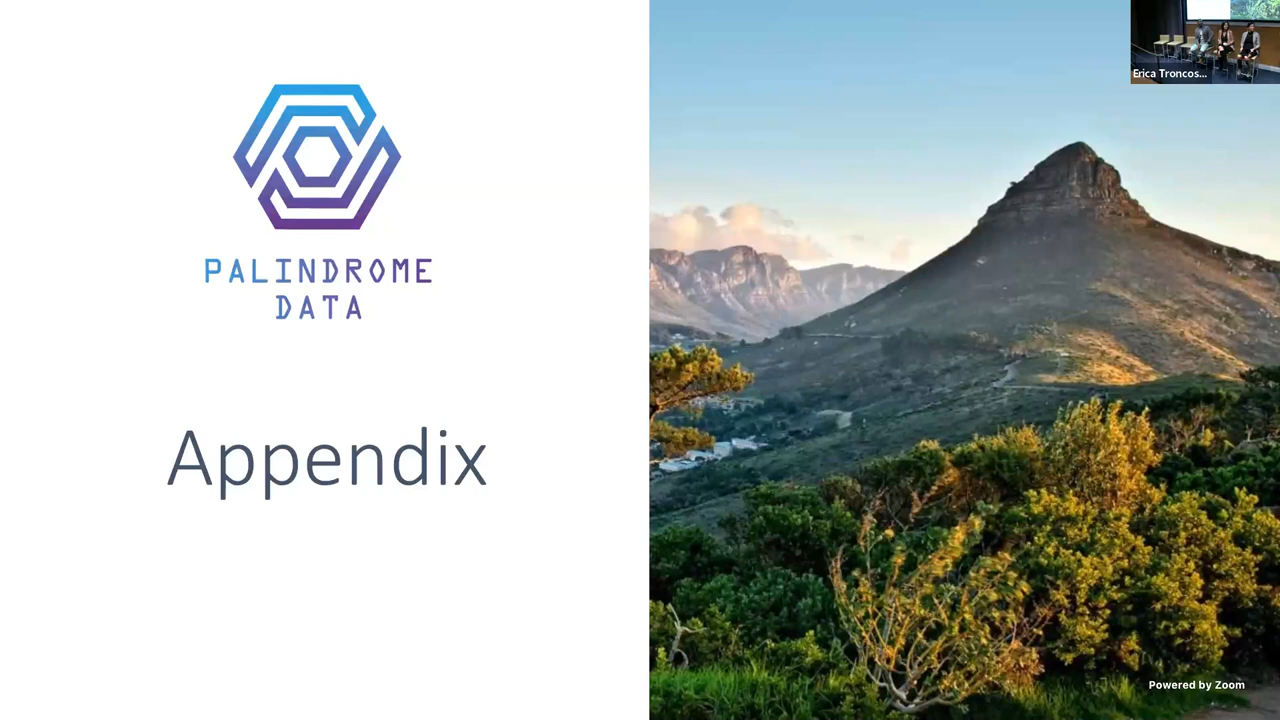 PALINDROME
DATA
Appendix
Erica Troncos...
Powered by Zoom